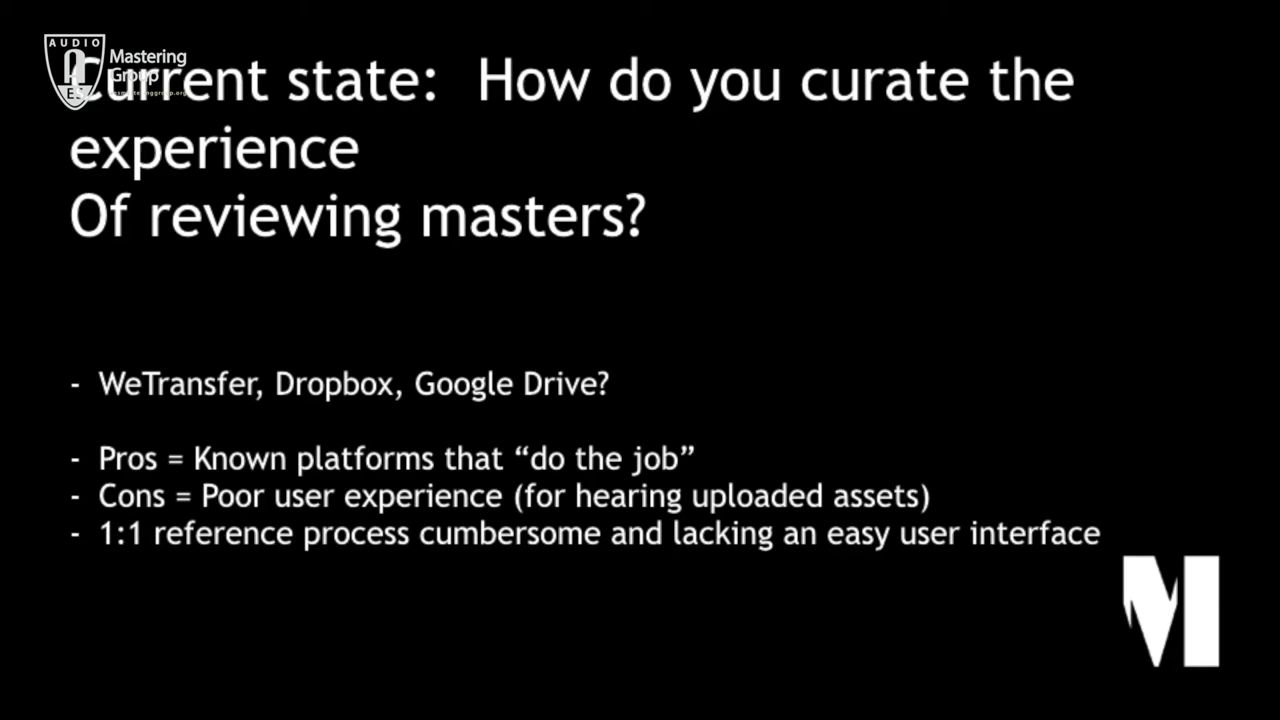 AUDIO
AES
Mastering
Group
Current state: How do you curate the
experience
Of reviewing masters?
- WeTransfer, Dropbox, Google Drive?
- Pros = Known platforms that “do the job”
- Cons = Poor user experience (for hearing uploaded assets)
- 1:1 reference process cumbersome and lacking an easy user interface